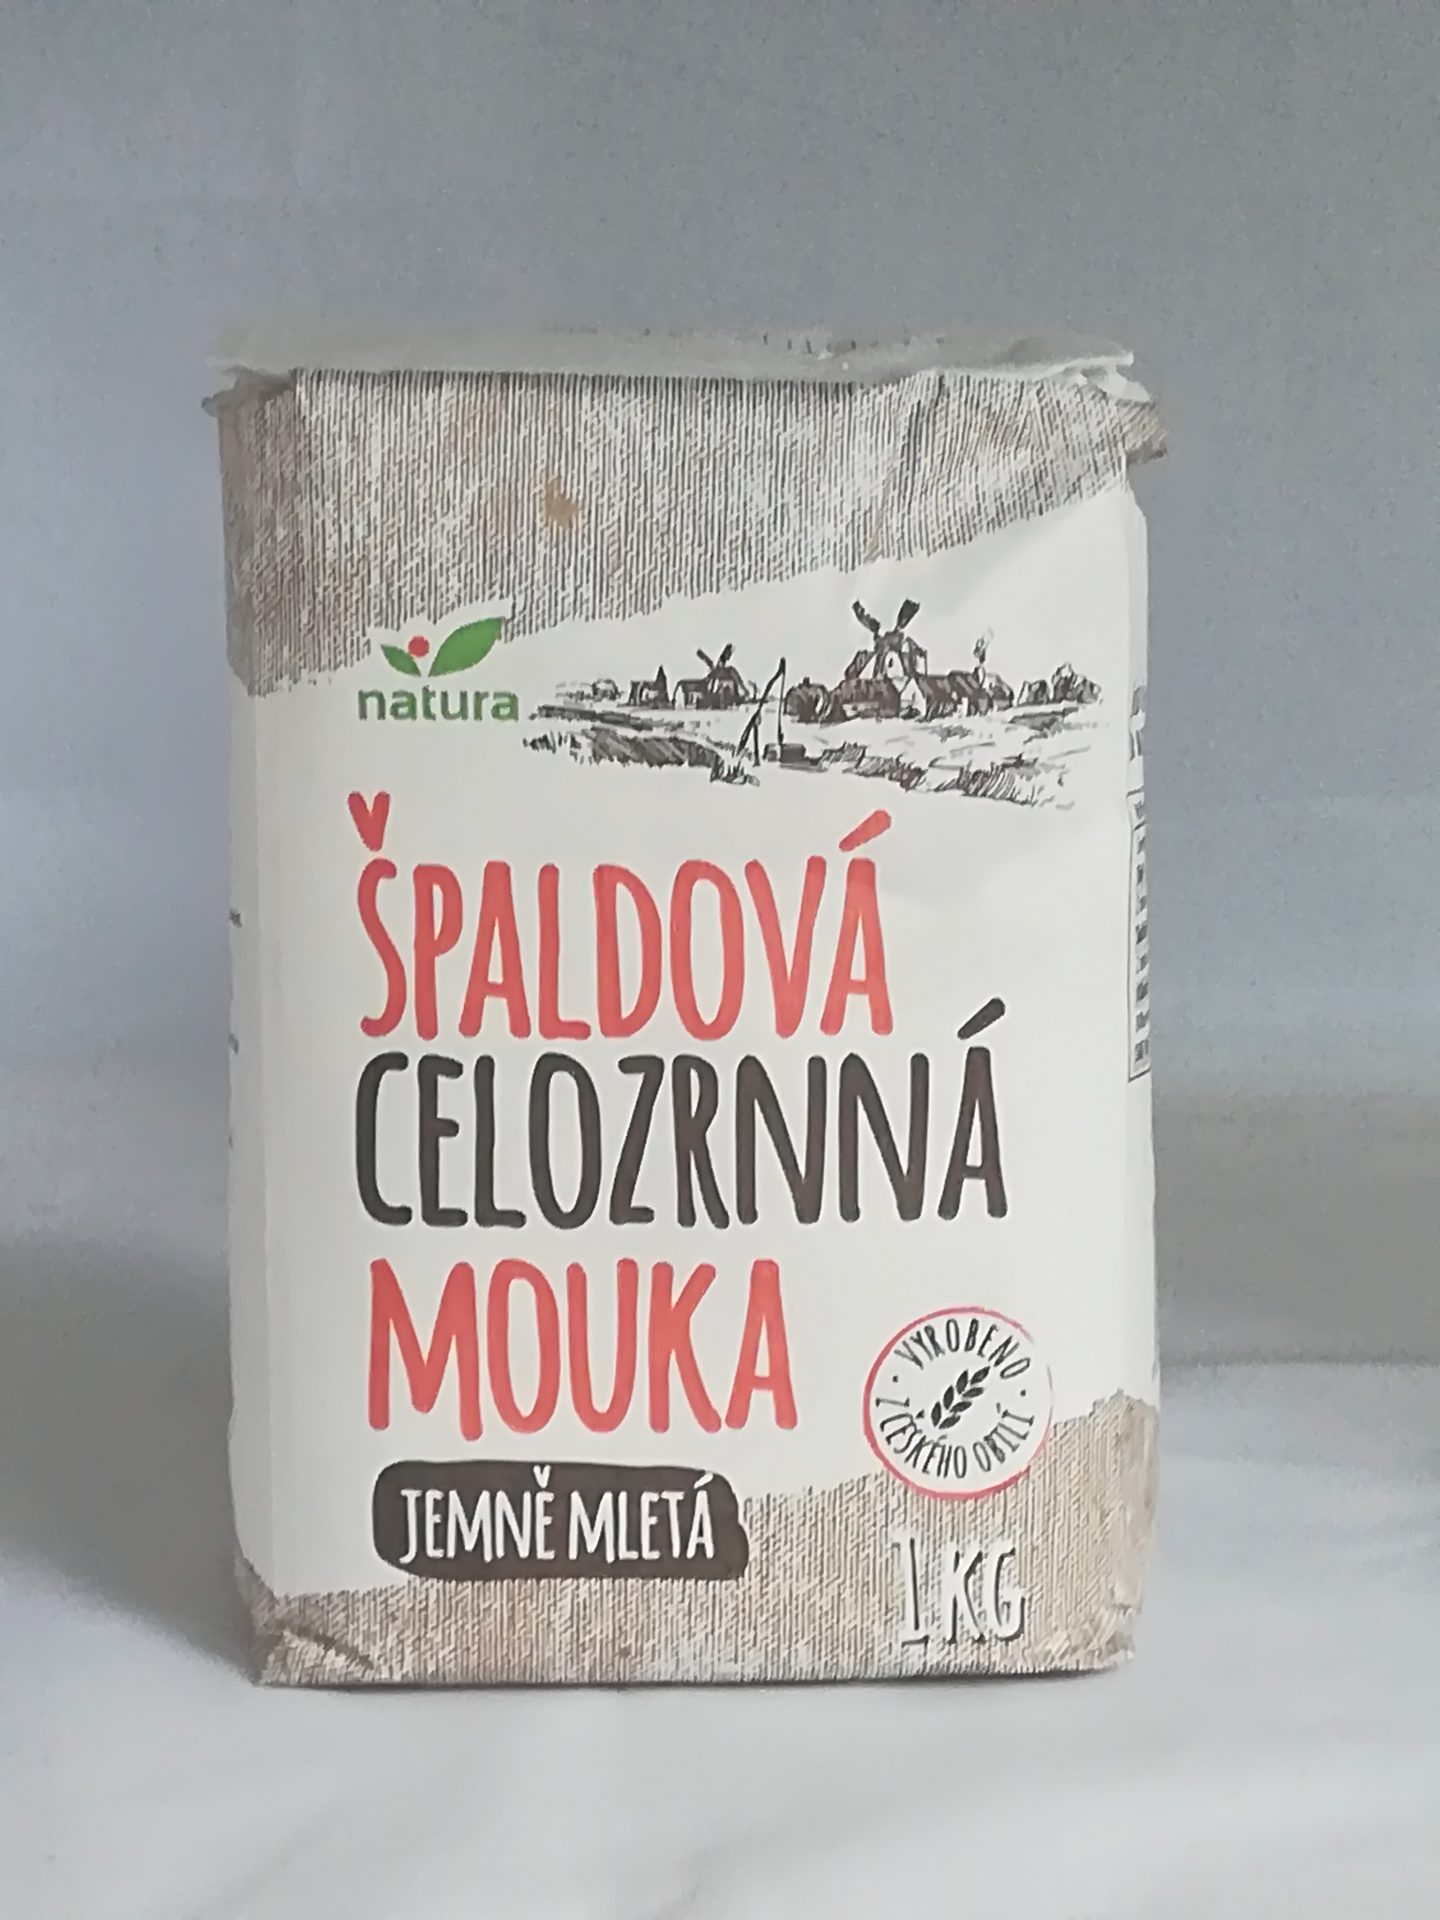 natura
ŠPALDOVÁ
CELOZRNNÁ
MOUKA
JEMNĚ MLETÁ
• VYROBENO •
Z ČESKÉHO OBILÍ
1 KG